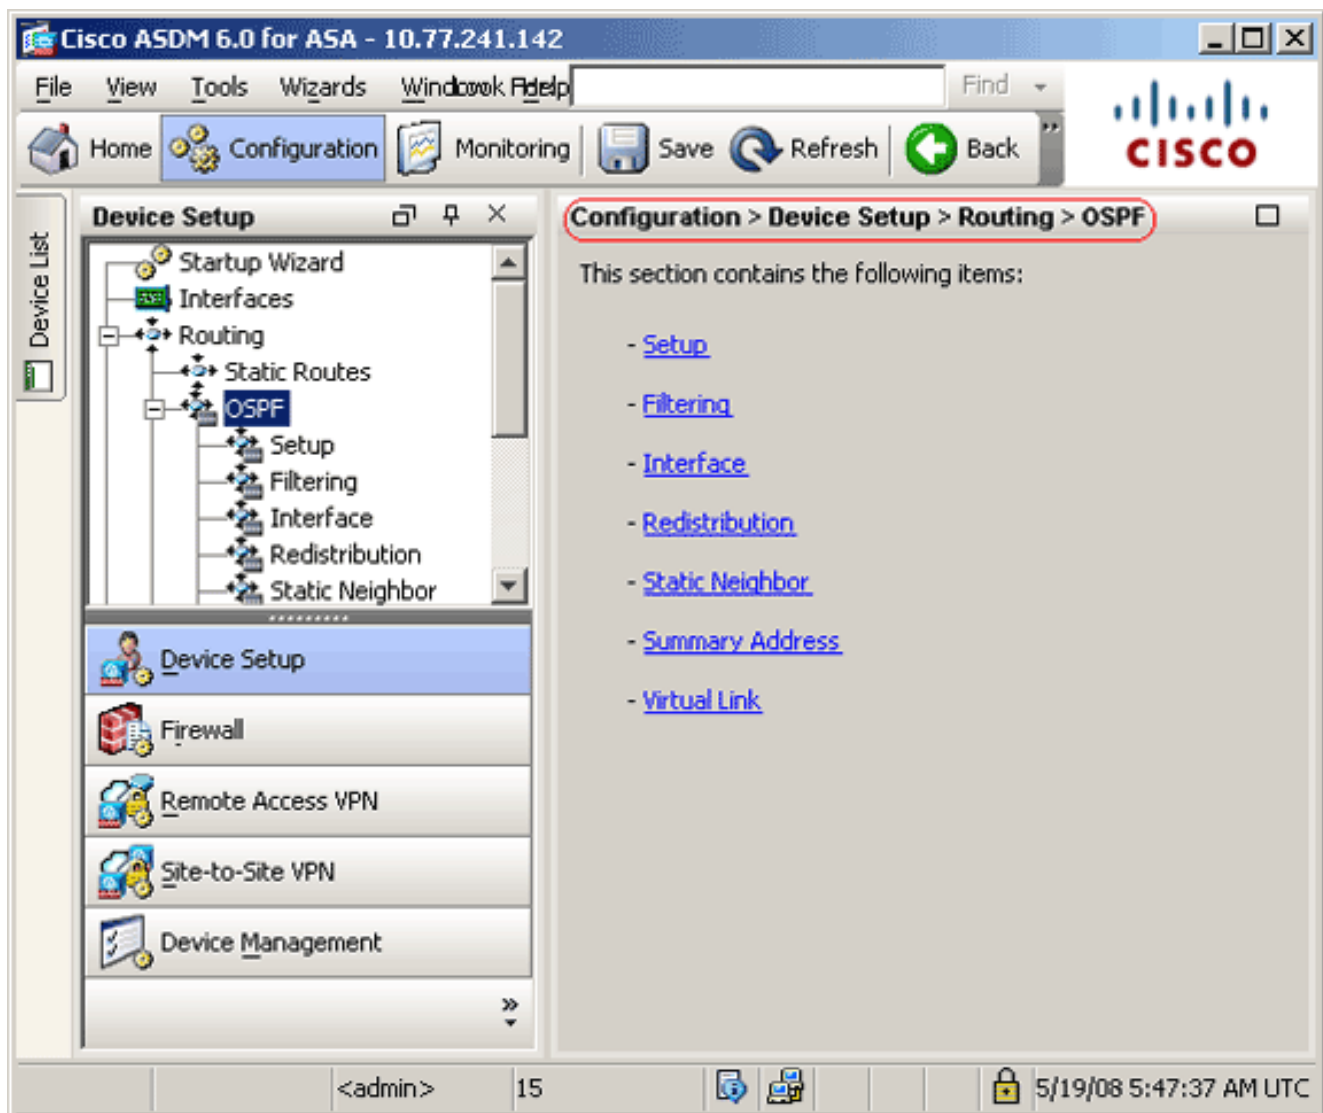 Cisco ASDM 6.0 for ASA - 10.77.241.142
File View Tools Wizards Window Help Find
CISCO
Home Configuration Monitoring Save Refresh Back
Device List
Device Setup
Startup Wizard
Interfaces
Routing
Static Routes
OSPF
Setup
Filtering
Interface
Redistribution
Static Neighbor
Device Setup
Firewall
Remote Access VPN
Site-to-Site VPN
Device Management
Configuration > Device Setup > Routing > OSPF
This section contains the following items:
- Setup
- Filtering
- Interface
- Redistribution
- Static Neighbor
- Summary Address
- Virtual Link
<admin> 15 5/19/08 5:47:37 AM UTC